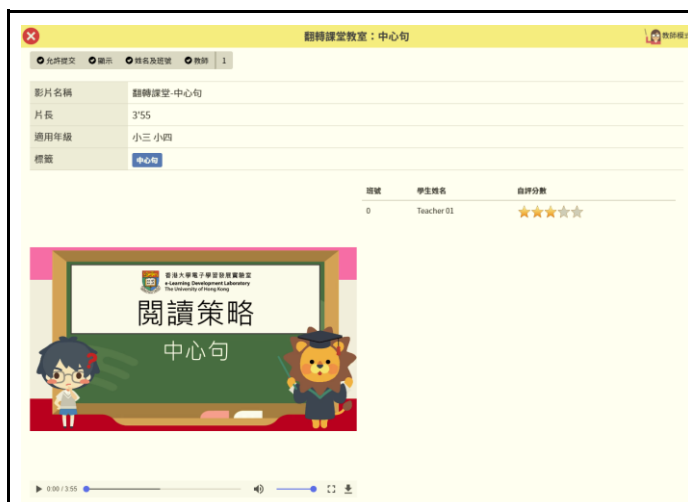 翻轉課堂教室：中心句
教師模式
允許提交 顯示 姓名及班號 教師 1
影片名稱 翻轉課堂-中心句
片長 3'55
適用年級 小三 小四
標籤 中心句
班號 學生姓名 自評分數
0 Teacher 01
香港大學電子學習發展實驗室
e-Learning Development Laboratory
The University of Hong Kong
閱讀策略
中心句
?
0:00 / 3:55